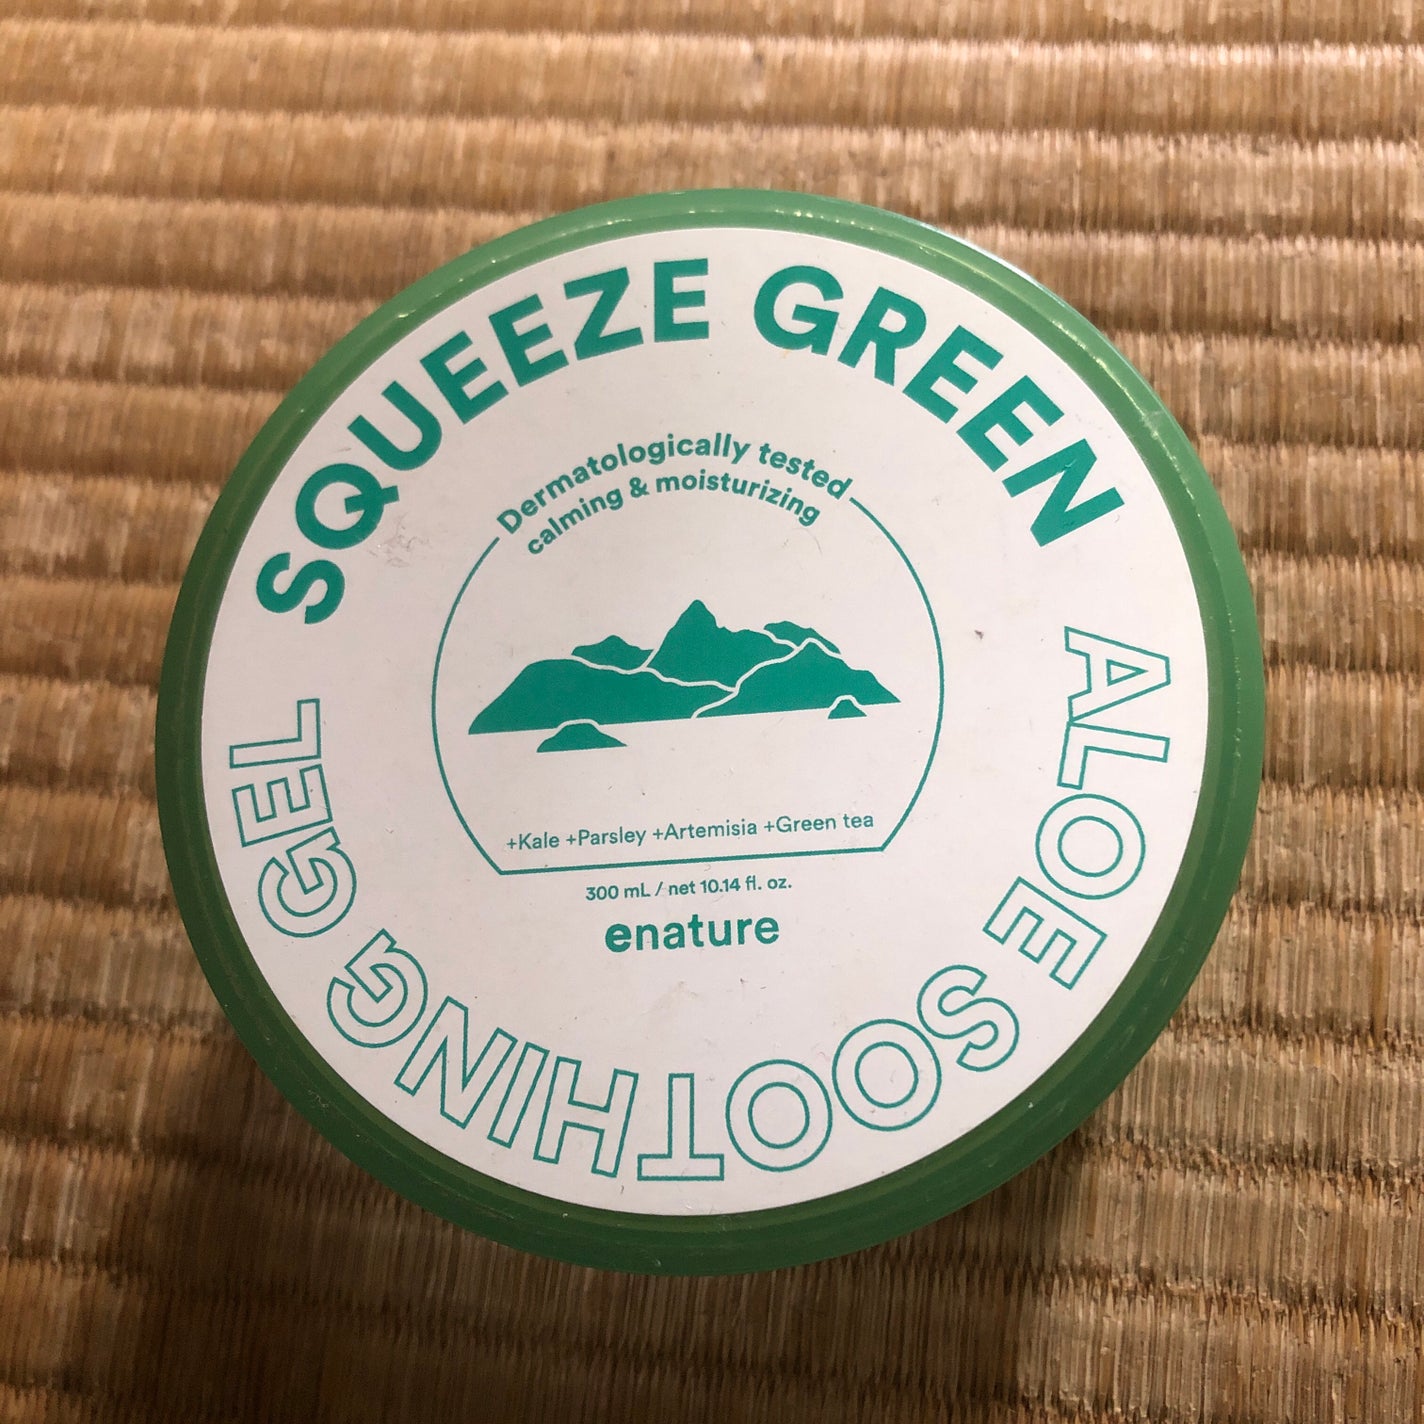 SQUEEZE GREEN
ALOE SOOTHING GEL
Dermatologically tested
calming & moisturizing
+Kale +Parsley +Artemisia +Green tea
300 mL / net 10.14 fl. oz.
enature